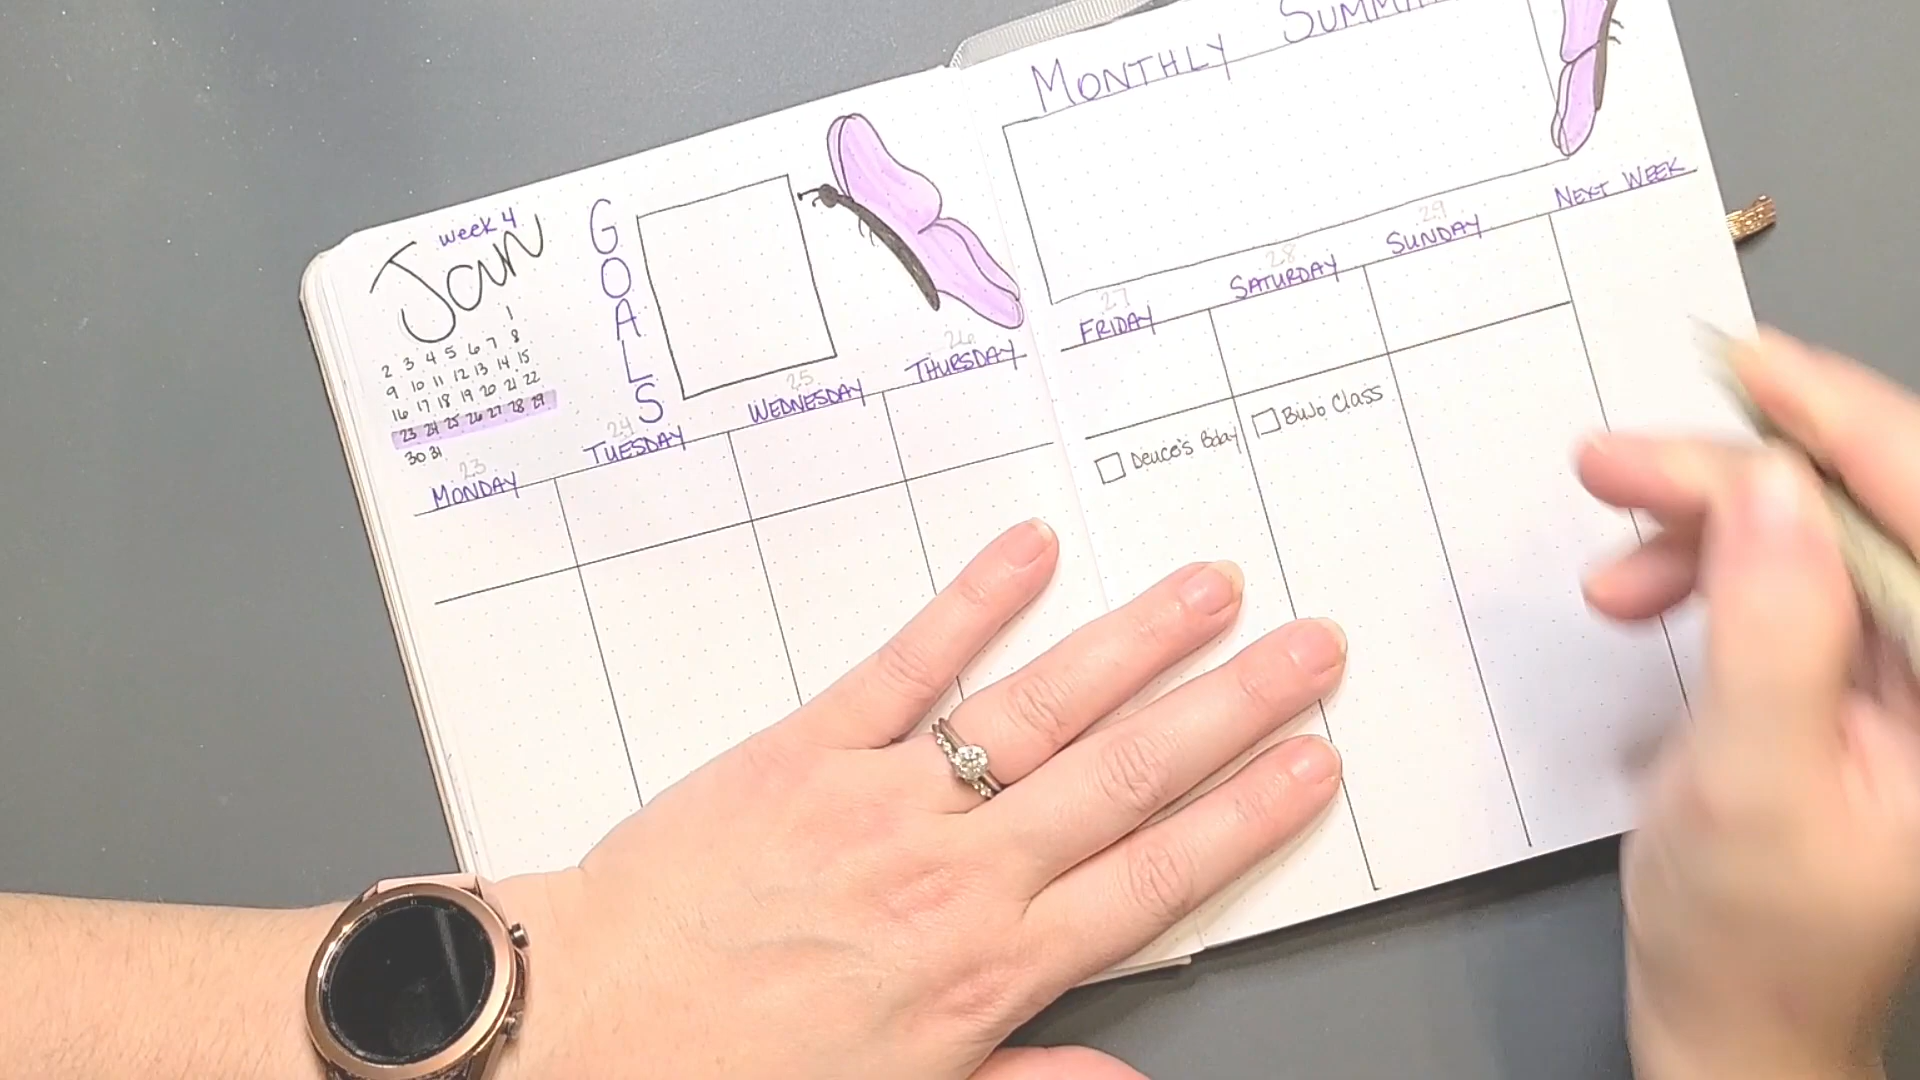 week 4
Jan
1
2 3 4 5 6 7 8
9 10 11 12 13 14 15
16 17 18 19 20 21 22
23 24 25 26 27 28 29
30 31
GOALS
23
MONDAY
24
TUESDAY
25
WEDNESDAY
26
THURSDAY
MONTHLY
27
FRIDAY
28
SATURDAY
29
SUNDAY
NEXT WEEK
Deuce's Bday
BuJo Class